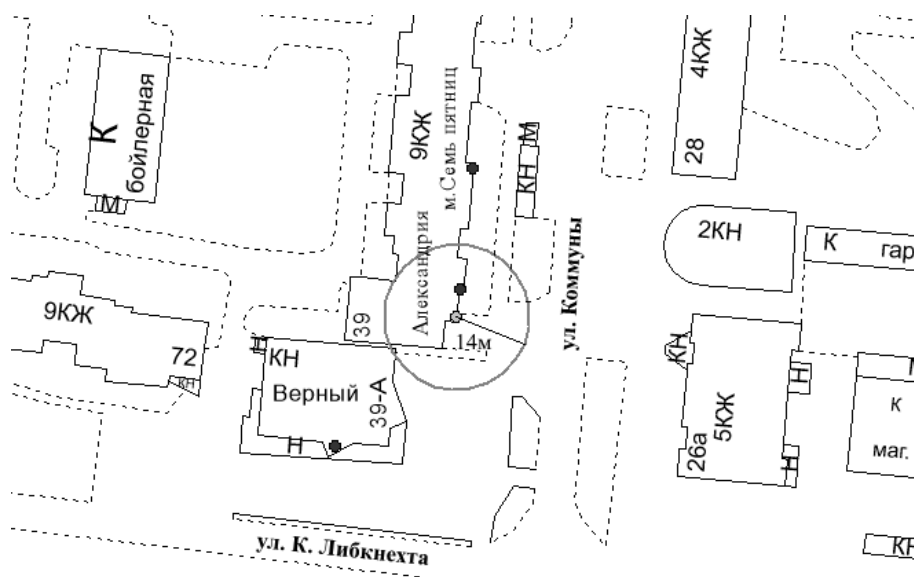 4КЖ
28
К
бойлерная
М
9КЖ
м.Семь пятниц
Александрия
39
М
КН
ул. Коммуны
2КН
К
гар
9КЖ
72
КН
Н
КН
Верный
39-А
Н
14м
КН
5КЖ
26а
Н
Н
К
маг.
КН
ул. К. Либкнехта